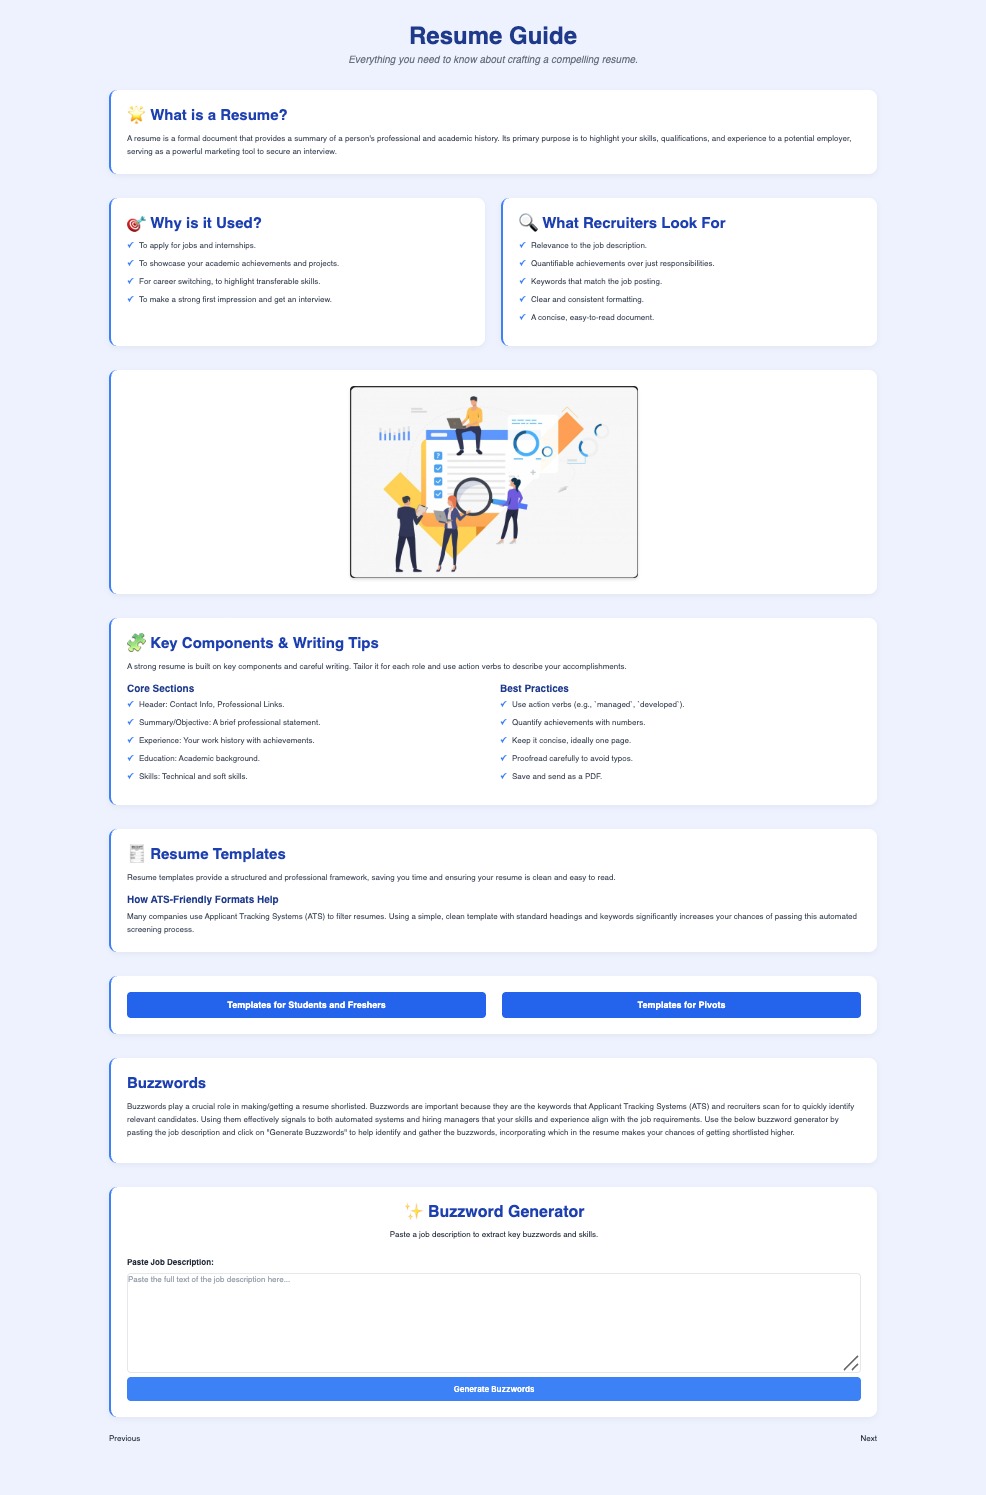 Resume Guide
Everything you need to know about crafting a compelling resume.
What is a Resume?
A resume is a formal document that provides a summary of a person's professional and academic history. Its primary purpose is to highlight your skills, qualifications, and experience to a potential employer,
serving as a powerful marketing tool to secure an interview.
Why is it Used?
To apply for jobs and internships.
To showcase your academic achievements and projects.
For career switching, to highlight transferable skills.
To make a strong first impression and get an interview.
What Recruiters Look For
Relevance to the job description.
Quantifiable achievements over just responsibilities.
Keywords that match the job posting.
Clear and consistent formatting.
A concise, easy-to-read document.
Key Components & Writing Tips
A strong resume is built on key components and careful writing. Tailor it for each role and use action verbs to describe your accomplishments.
Core Sections
Header: Contact Info, Professional Links.
Summary/Objective: A brief professional statement.
Experience: Your work history with achievements.
Education: Academic background.
Skills: Technical and soft skills.
Best Practices
Use action verbs (e.g., `managed`, `developed`).
Quantify achievements with numbers.
Keep it concise, ideally one page.
Proofread carefully to avoid typos.
Save and send as a PDF.
Resume Templates
Resume templates provide a structured and professional framework, saving you time and ensuring your resume is clean and easy to read.
How ATS-Friendly Formats Help
Many companies use Applicant Tracking Systems (ATS) to filter resumes. Using a simple, clean template with standard headings and keywords significantly increases your chances of passing this automated
screening process.
Templates for Students and Freshers
Templates for Pivots
Buzzwords
Buzzwords play a crucial role in making/getting a resume shortlisted. Buzzwords are important because they are the keywords that Applicant Tracking Systems (ATS) and recruiters scan for to quickly identify
relevant candidates. Using them effectively signals to both automated systems and hiring managers that your skills and experience align with the job requirements. Use the below buzzword generator by
pasting the job description and click on "Generate Buzzwords" to help identify and gather the buzzwords, incorporating which in the resume makes your chances of getting shortlisted higher.
Buzzword Generator
Paste a job description to extract key buzzwords and skills.
Paste Job Description:
Paste the full text of the job description here...
Generate Buzzwords
Previous
Next